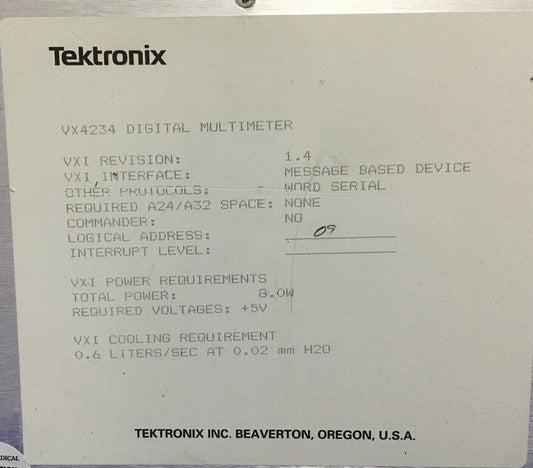 Tektronix
VX4234 DIGITAL MULTIMETER
VXI REVISION: 1.4
VXI INTERFACE: MESSAGE BASED DEVICE
OTHER PROTOCOLS: WORD SERIAL
REQUIRED A24/A32 SPACE: NONE
COMMANDER: NO
LOGICAL ADDRESS: 09
INTERRUPT LEVEL:
VXI POWER REQUIREMENTS
TOTAL POWER: 8.0W
REQUIRED VOLTAGES: +5V
VXI COOLING REQUIREMENT
0.6 LITERS/SEC AT 0.02 mm H2O
TEKTRONIX INC. BEAVERTON, OREGON, U.S.A.